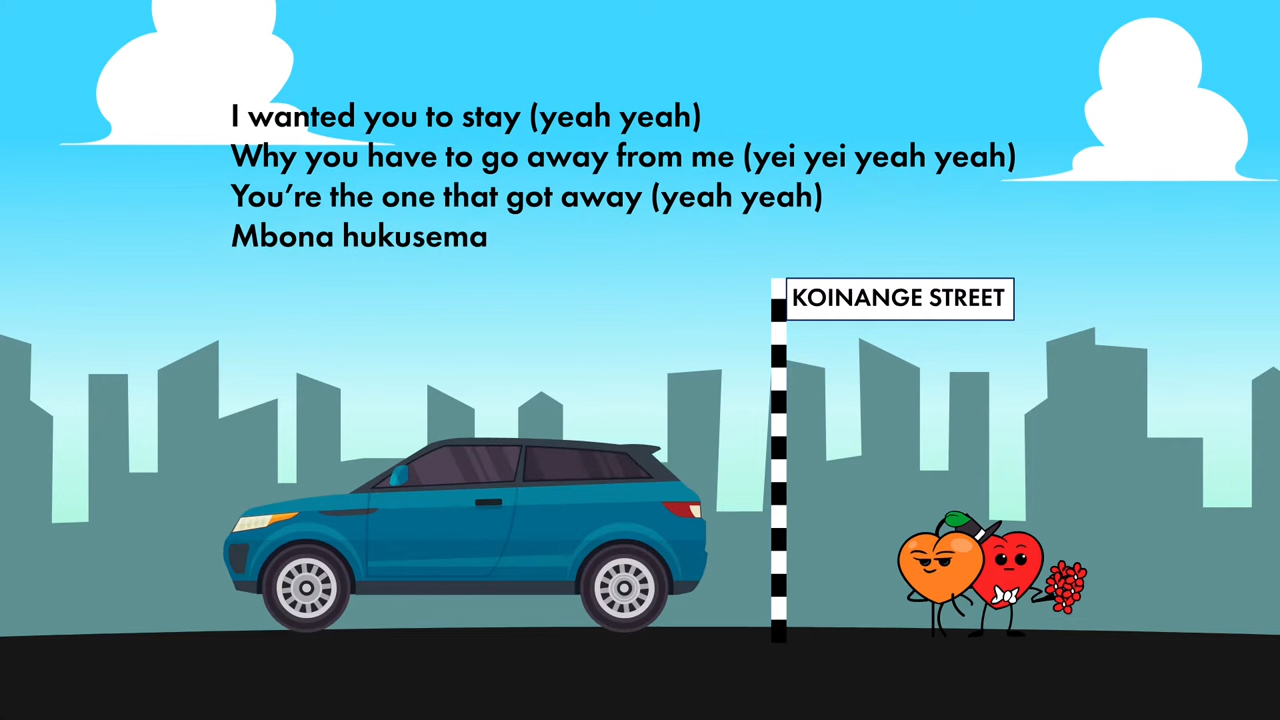 I wanted you to stay (yeah yeah)
Why you have to go away from me (yei yei yeah yeah)
You’re the one that got away (yeah yeah)
Mbona hukusema
KOINANGE STREET